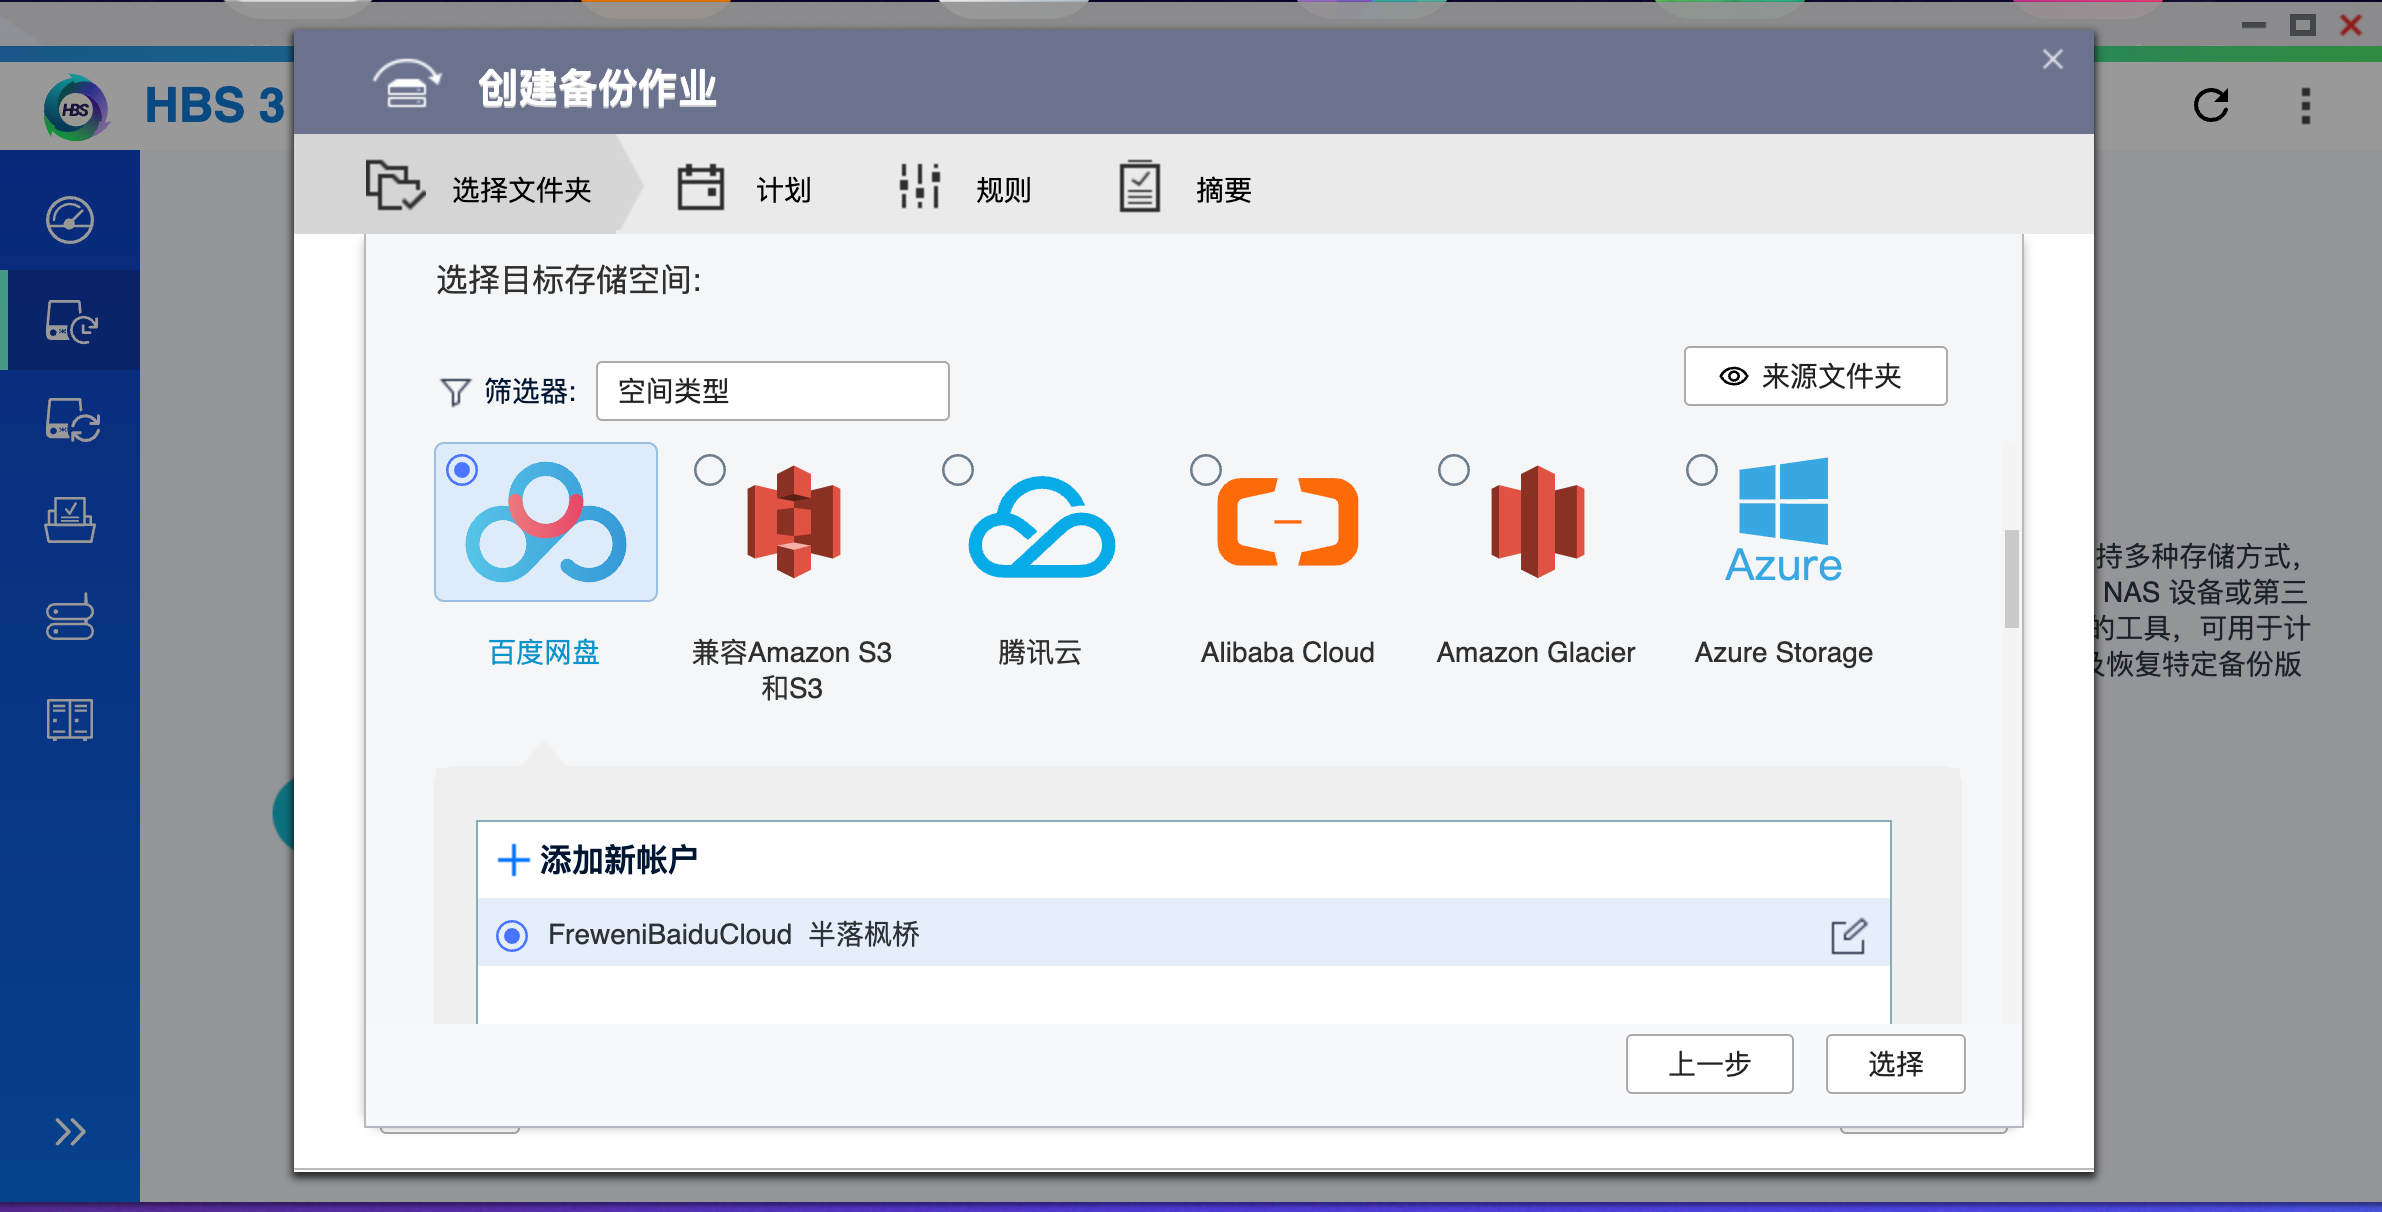 创建备份作业
HBS
HBS 3
选择文件夹
计划
规则
摘要
选择目标存储空间:
筛选器:
空间类型
来源文件夹
Azure
百度网盘
兼容Amazon S3
和S3
腾讯云
Alibaba Cloud
Amazon Glacier
Azure Storage
持多种存储方式，
NAS 设备或第三
的工具，可用于计
及恢复特定备份版
添加新帐户
FreweniBaiduCloud 半落枫桥
上一步
选择